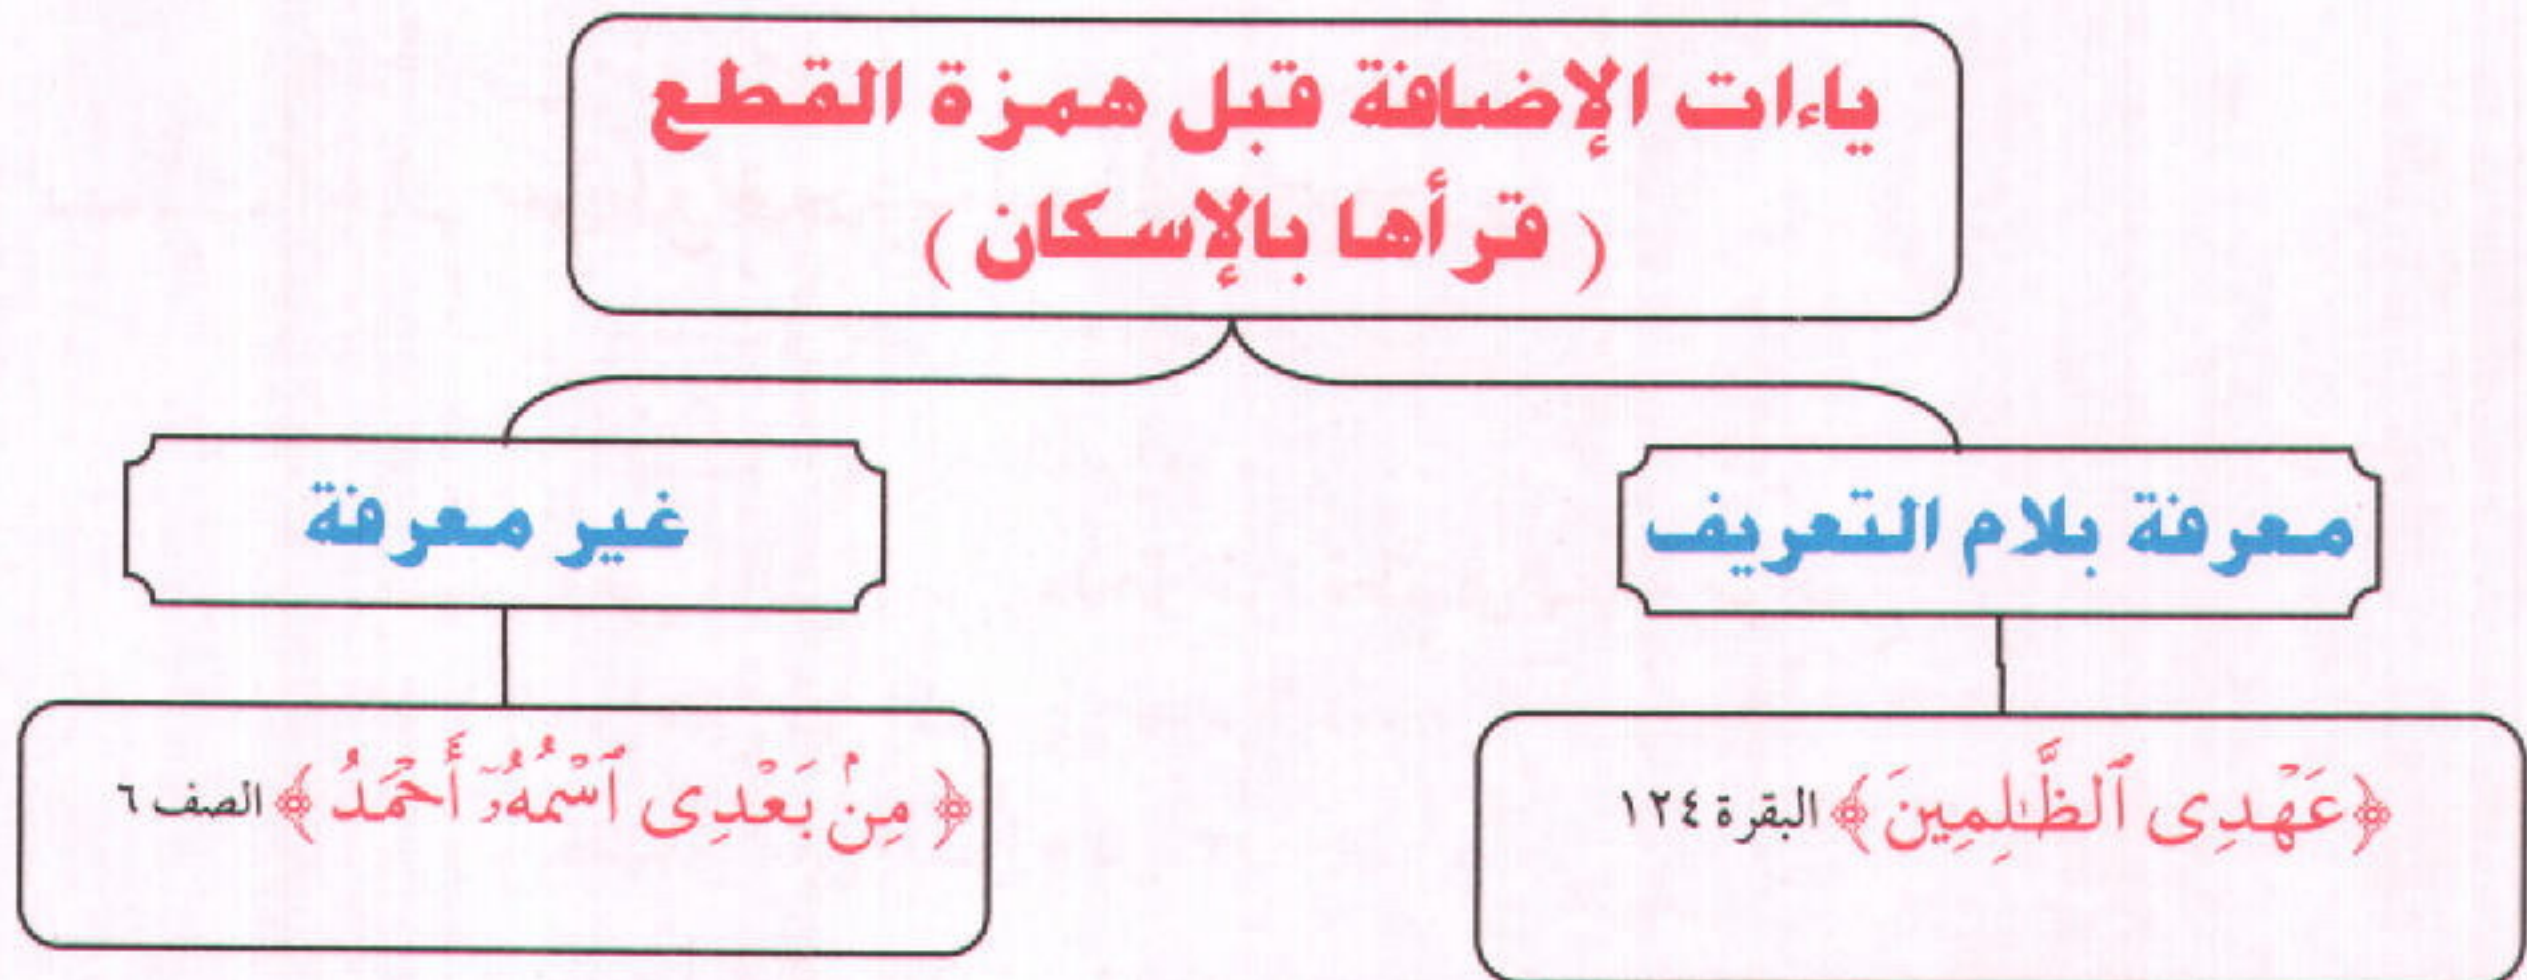 ياءات الإضافة قبل همزة القطع
( قرأها بالإسكان )
معرفة بلام التعريف
غير معرفة
﴿عَهْدِى ٱلظَّٰلِمِينَ﴾ البقرة ١٢٤
﴿ مِنۢ بَعْدِى ٱسْمُهُۥٓ أَحْمَدُ ﴾ الصف ٦